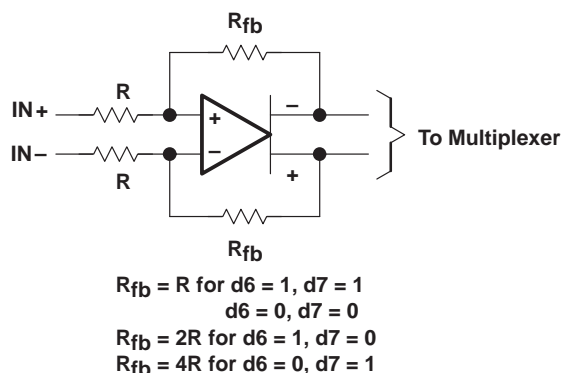 Rfb
R
IN+
+
–
To Multiplexer
IN–
–
+
R
Rfb
Rfb = R for d6 = 1, d7 = 1
d6 = 0, d7 = 0
Rfb = 2R for d6 = 1, d7 = 0
Rfb = 4R for d6 = 0, d7 = 1